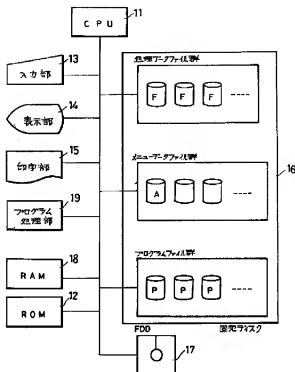 11
CPU
13
入力部
14
表示部
15
印字部
19
プログラム
処理部
18
RAM
12
ROM
処理データファイル群
F F F
メニューデータファイル群
A
16
プログラムファイル群
P P P
FDD
固定ディスク
17